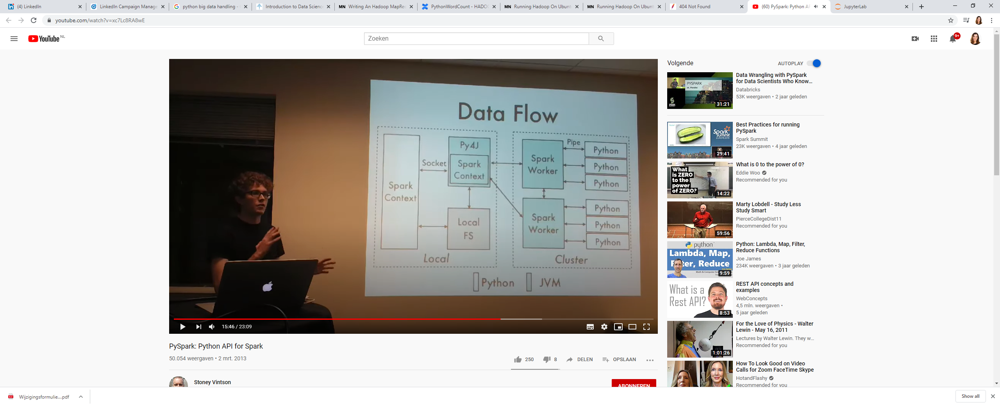 (4) LinkedIn
LinkedIn Campaign Manage
python big data handling -
Introduction to Data Science
MN Writing An Hadoop MapRec
PythonWordCount - HADO
MN Running Hadoop On Ubunt
MN Running Hadoop On Ubunt
404 Not Found
(60) PySpark: Python AP
JupyterLab
youtube.com/watch?v=xc7Lc8RA8wE
YouTube NL
Zoeken
9+
Data Flow
Spark
Context
Socket
Py4J
Spark
Context
Local
FS
Local
Spark
Worker
Pipe
Python
Python
Python
Spark
Worker
Python
Python
Python
Cluster
Python
JVM
15:46 / 23:09
PySpark: Python API for Spark
50.054 weergaven • 2 mrt. 2013
250
8
DELEN
OPSLAAN
Stoney Vintson
ABONNEREN
Volgende
AUTOPLAY
PYSPARK
vs. Pandas
SPARK
SUMMIT
31:21
Data Wrangling with PySpark
for Data Scientists Who Know...
Databricks
53K weergaven • 2 jaar geleden
Spark
Summit
EUROPE 2015
29:41
Best Practices for running
PySpark
Spark Summit
23K weergaven • 4 jaar geleden
What
is ZERO
to the
power
of ZERO?
14:22
What is 0 to the power of 0?
Eddie Woo
Recommended for you
59:56
Marty Lobdell - Study Less
Study Smart
PierceCollegeDist11
Recommended for you
python
Lambda, Map,
Filter, Reduce
Joe James
9:59
Python: Lambda, Map, Filter,
Reduce Functions
Joe James
234K weergaven • 3 jaar geleden
What is a
Rest API?
8:53
REST API concepts and
examples
WebConcepts
4,5 mln. weergaven •
5 jaar geleden
1:01:26
For the Love of Physics - Walter
Lewin - May 16, 2011
Lectures by Walter Lewin. They w...
Recommended for you
How To Look Good on Video
Calls for Zoom FaceTime Skype
HotandFlashy
Recommended for you
Wijzigingsformulie....pdf
Show all